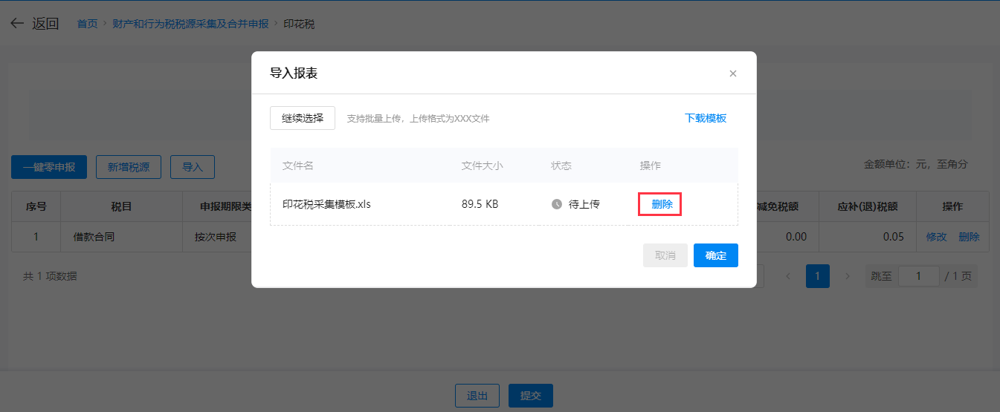 返回 首页 > 财产和行为税税源采集及合并申报 > 印花税
导入报表
继续选择 支持批量上传，上传格式为XXX文件 下载模板
文件名 文件大小 状态 操作
印花税采集模板.xls 89.5 KB 待上传 删除
取消 确定
一键零申报 新增税源 导入 金额单位：元，至角分
序号 税目 申报期限类 减免税额 应补(退)税额 操作
1 借款合同 按次申报 0.00 0.05 修改 删除
共 1 项数据 < 1 > 跳至 1 / 1 页
退出 提交